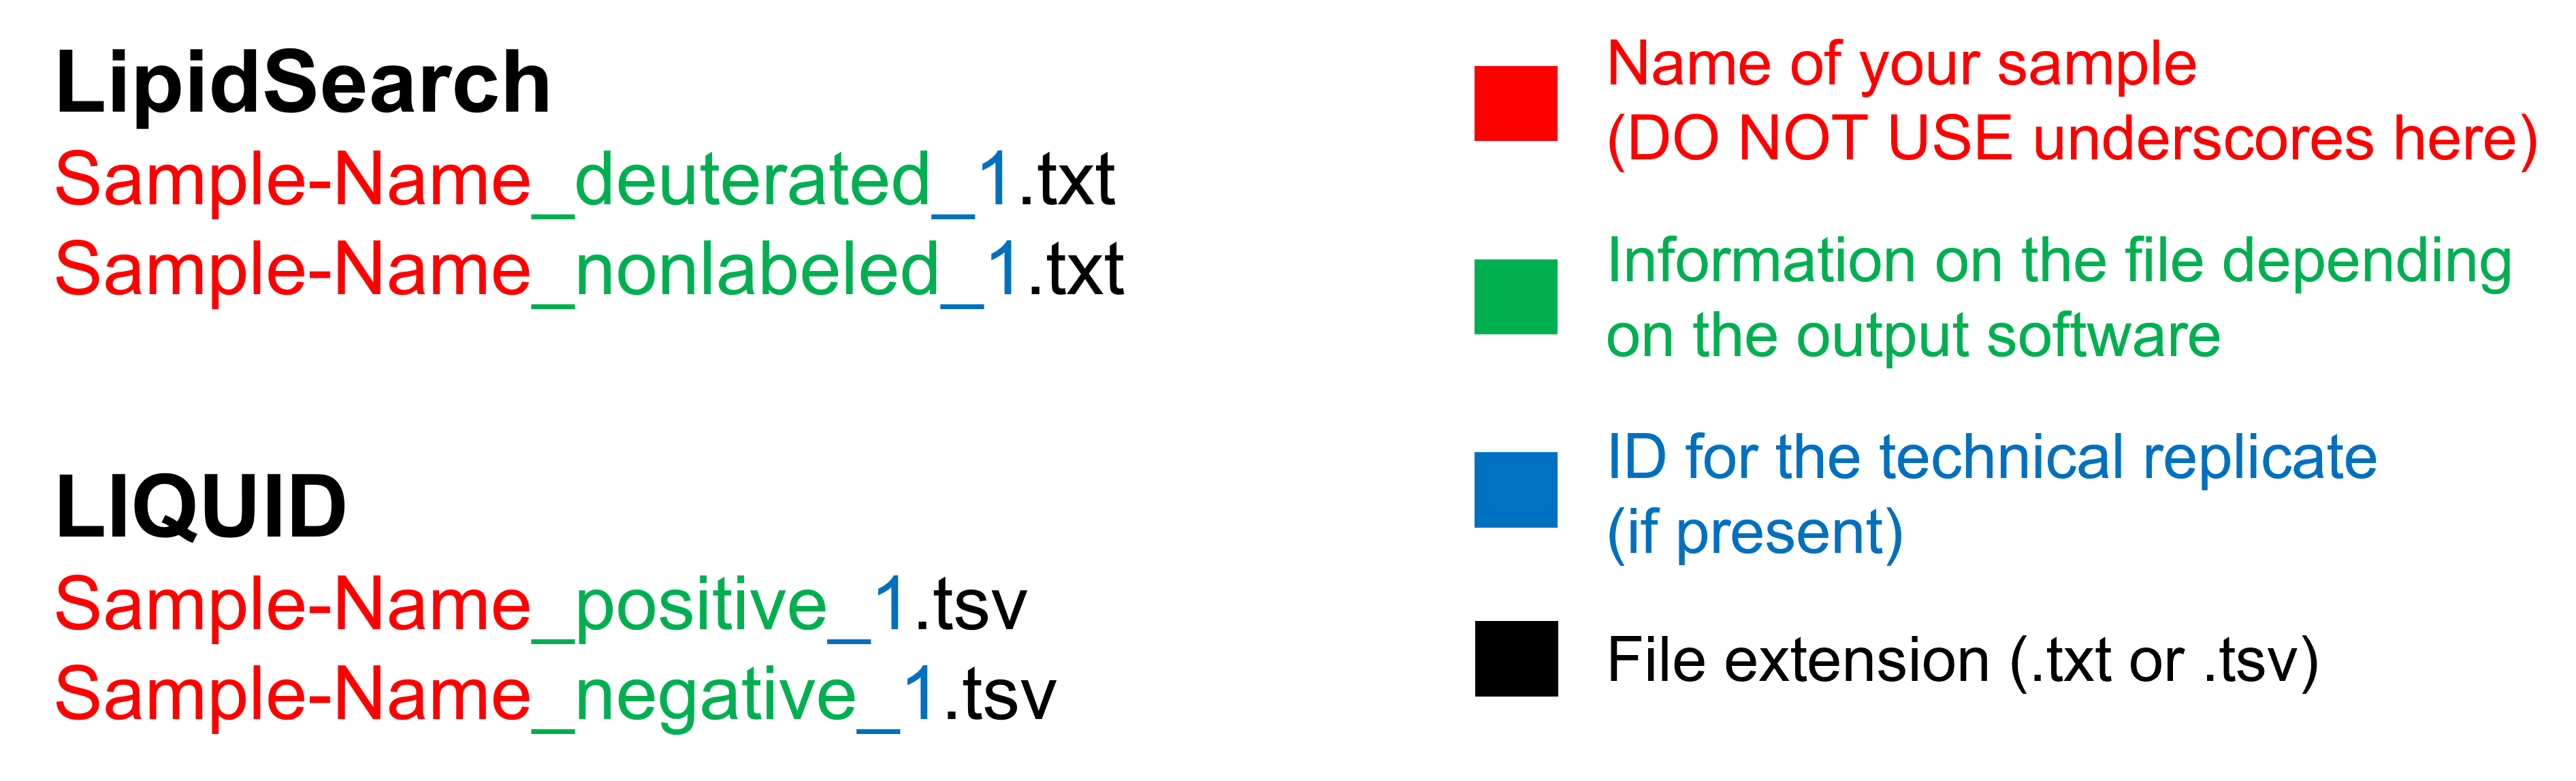 LipidSearch
Sample-Name_deuterated_1.txt
Sample-Name_nonlabeled_1.txt
LIQUID
Sample-Name_positive_1.tsv
Sample-Name_negative_1.tsv
Name of your sample
(DO NOT USE underscores here)
Information on the file depending
on the output software
ID for the technical replicate
(if present)
File extension (.txt or .tsv)